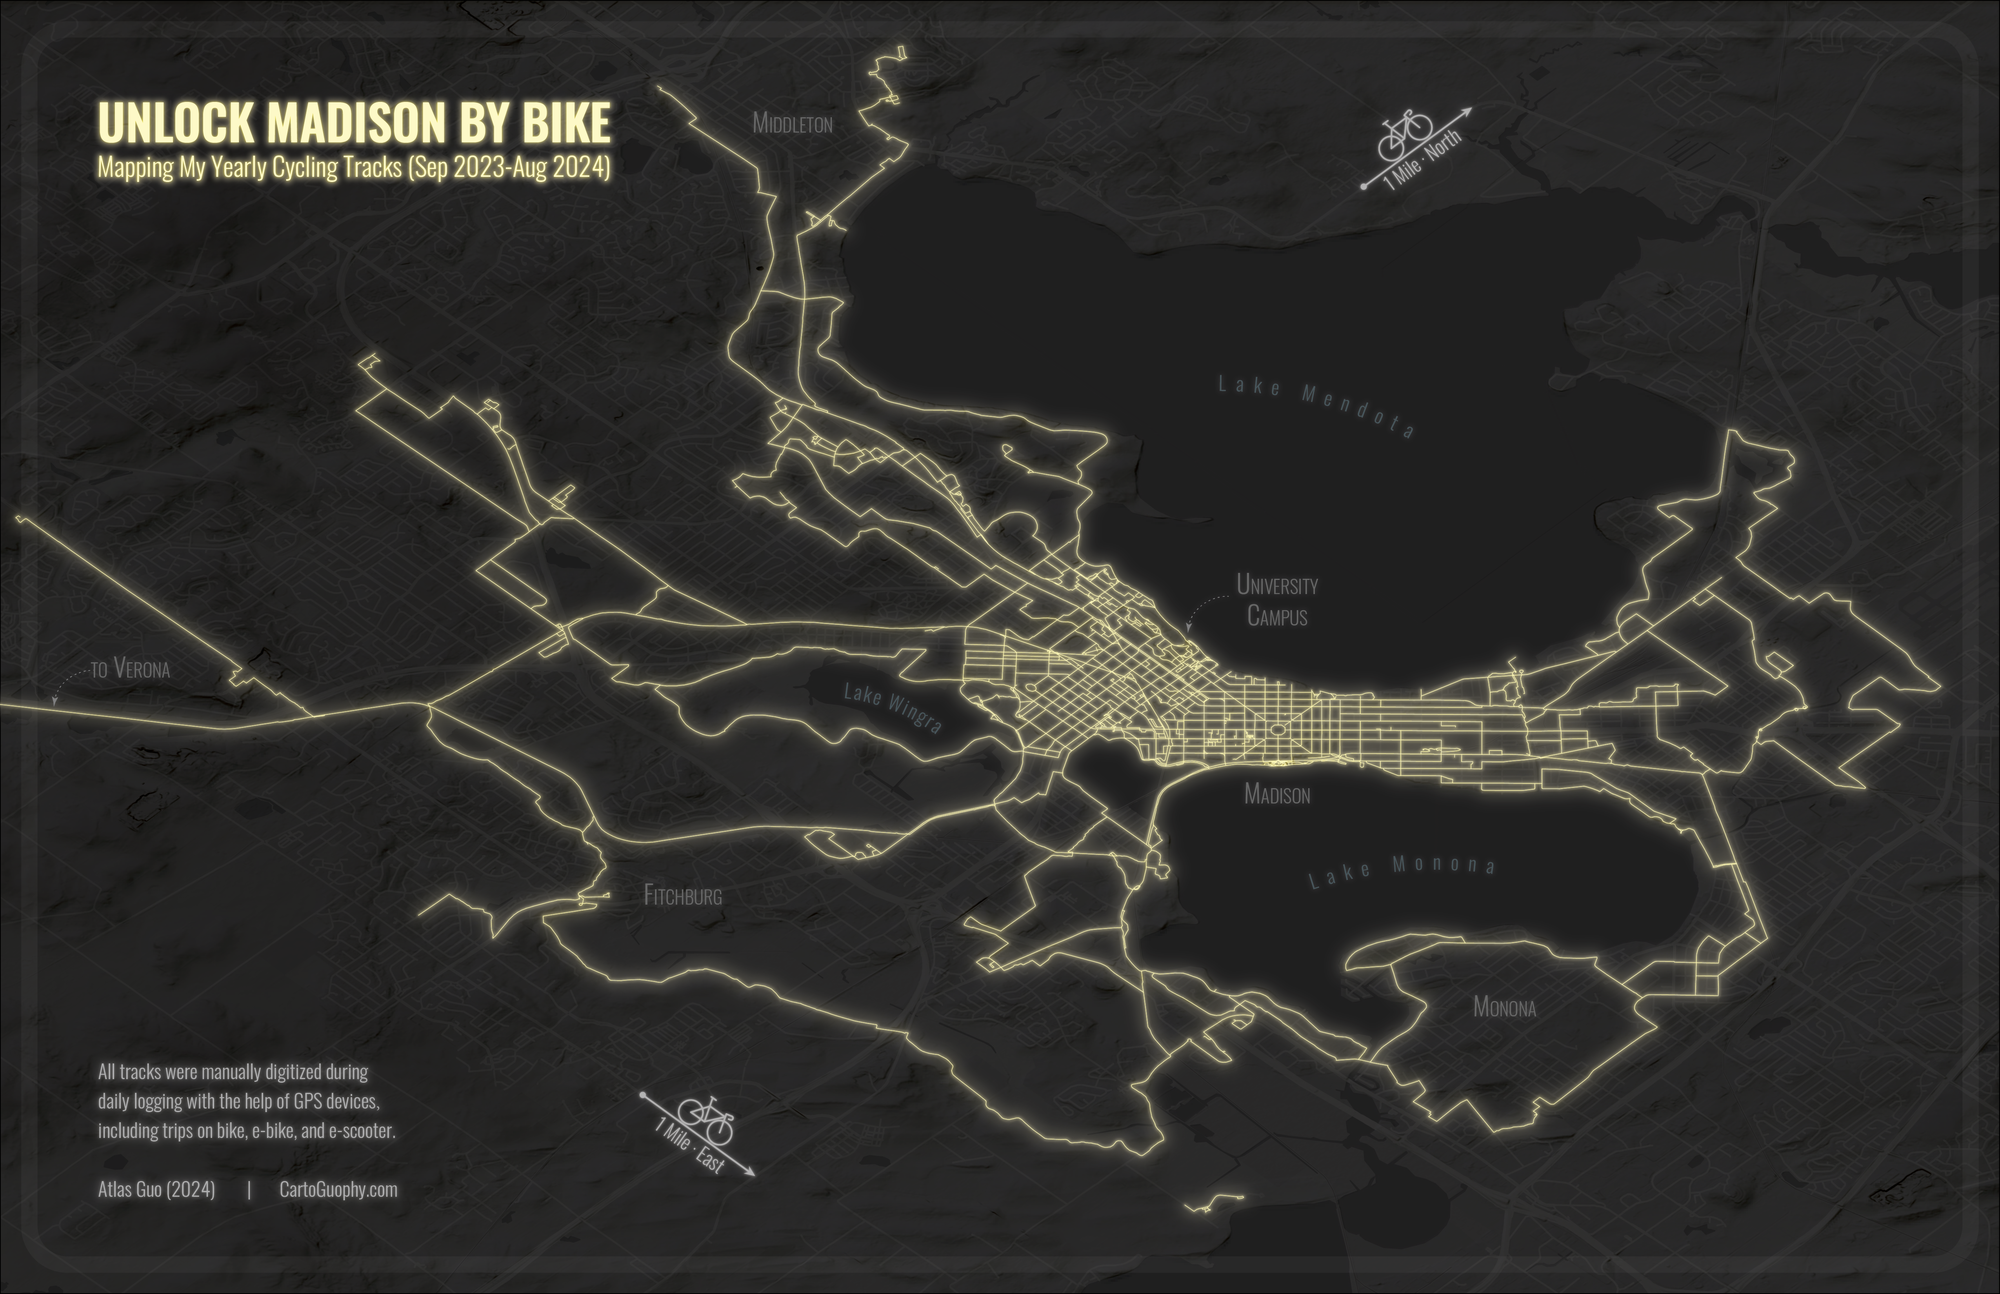 UNLOCK MADISON BY BIKE
Mapping My Yearly Cycling Tracks (Sep 2023-Aug 2024)
MIDDLETON
1 Mile · North
Lake Mendota
UNIVERSITY
CAMPUS
TO VERONA
Lake Wingra
MADISON
Lake Monona
FITCHBURG
MONONA
All tracks were manually digitized during
daily logging with the help of GPS devices,
including trips on bike, e-bike, and e-scooter.
1 Mile · East
Atlas Guo (2024) | CartoGuophy.com